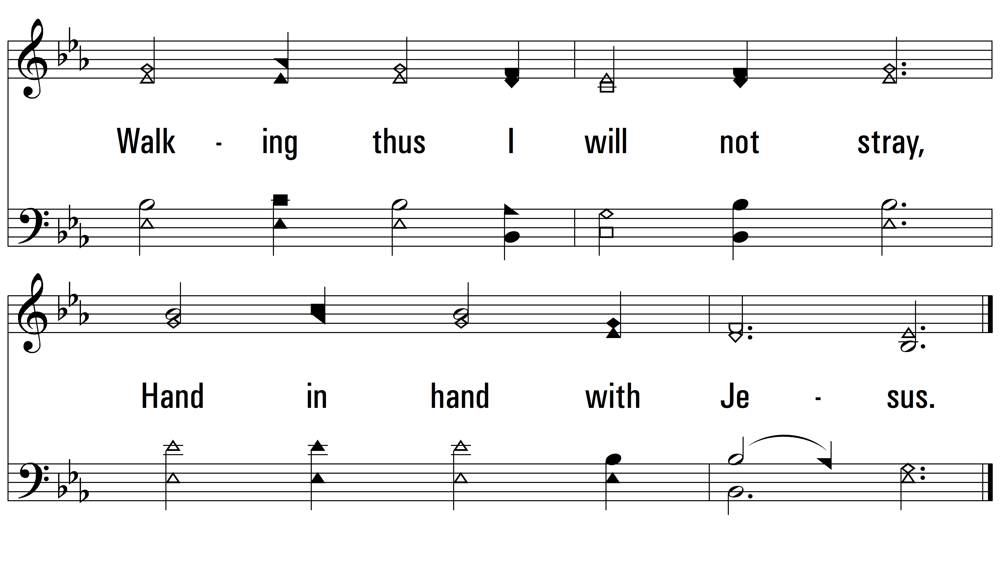 Walk - ing thus I will not stray,
Hand in hand with Je - sus.